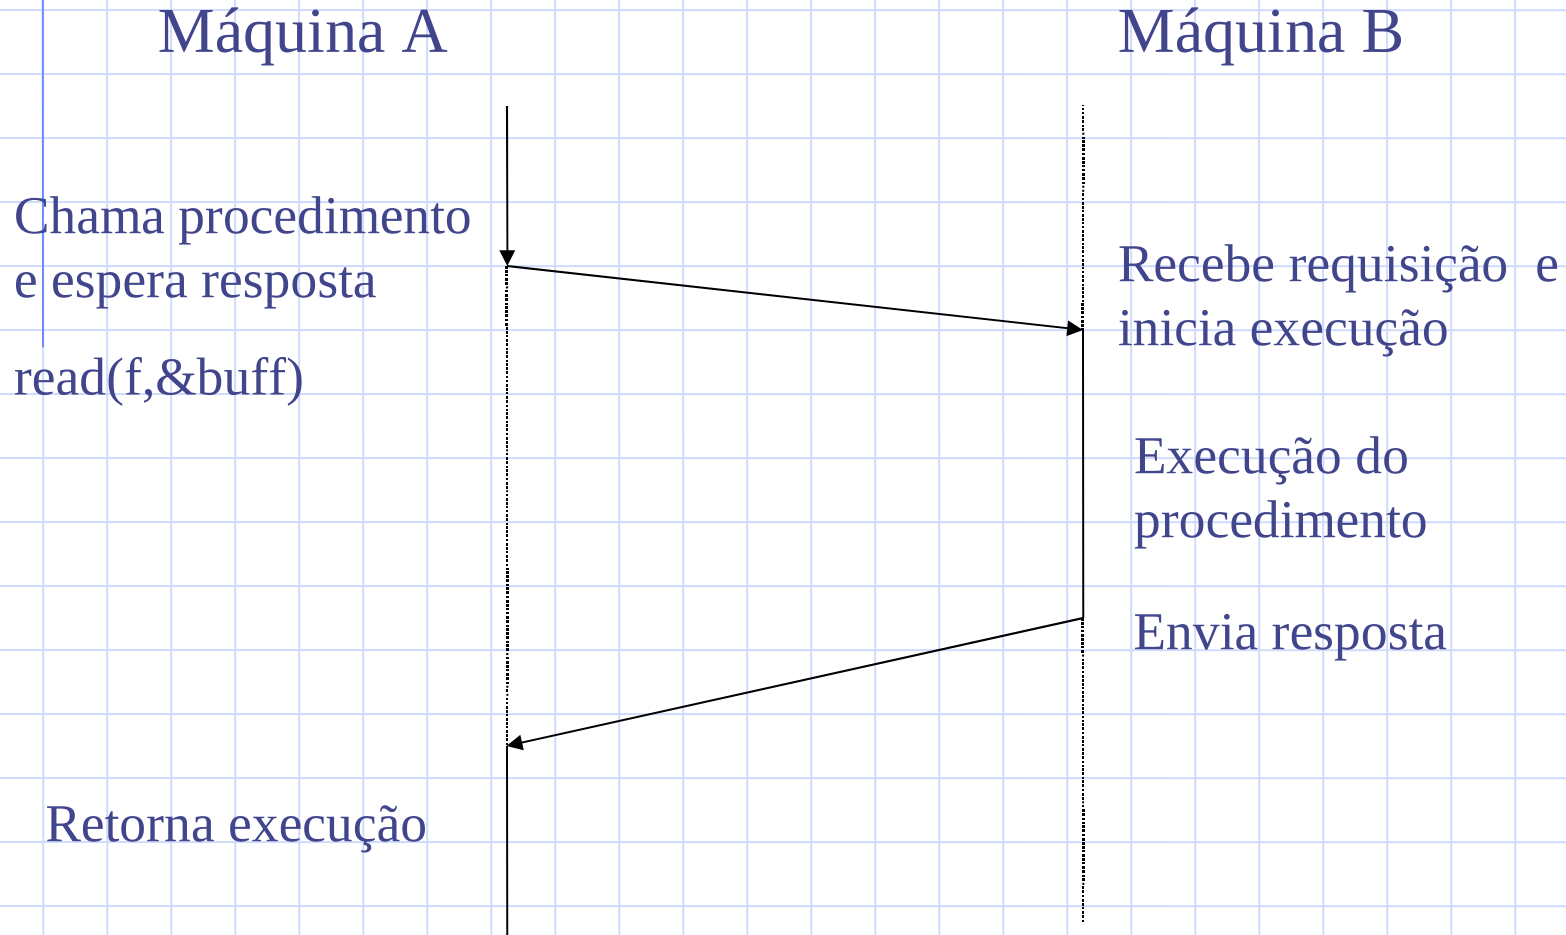 Máquina A
Máquina B
Chama procedimento
e espera resposta
read(f,&buff)
Recebe requisição e
inicia execução
Execução do
procedimento
Envia resposta
Retorna execução